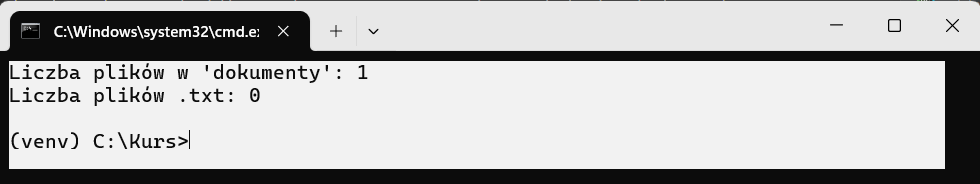 C:\Windows\system32\cmd.e
Liczba plików w 'dokumenty': 1
Liczba plików .txt: 0
(venv) C:\Kurs>